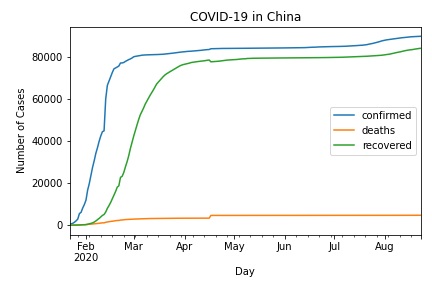 COVID-19 in China
Number of Cases
80000
60000
40000
20000
0
confirmed
deaths
recovered
Feb Mar Apr May Jun Jul Aug
2020
Day